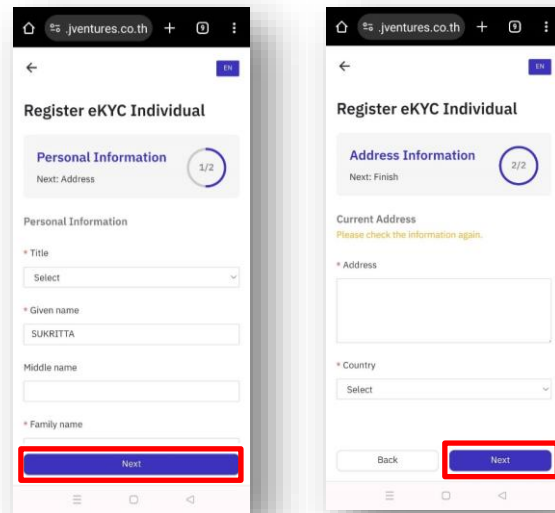 .jventures.co.th
9
EN
Register eKYC Individual
Personal Information
Next: Address
1/2
Personal Information
* Title
Select
* Given name
SUKRITTA
Middle name
* Family name
Next
.jventures.co.th
9
EN
Register eKYC Individual
Address Information
Next: Finish
2/2
Current Address
Please check the information again.
* Address
* Country
Select
Back
Next